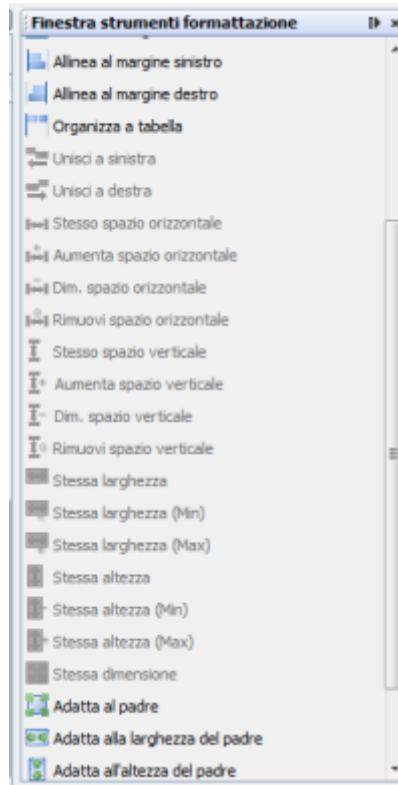 Finestra strumenti formattazione
Allinea al margine sinistro
Allinea al margine destro
Organizza a tabella
Unisci a sinistra
Unisci a destra
Stesso spazio orizzontale
Aumenta spazio orizzontale
Dim. spazio orizzontale
Rimuovi spazio orizzontale
Stesso spazio verticale
Aumenta spazio verticale
Dim. spazio verticale
Rimuovi spazio verticale
Stessa larghezza
Stessa larghezza (Min)
Stessa larghezza (Max)
Stessa altezza
Stessa altezza (Min)
Stessa altezza (Max)
Stessa dimensione
Adatta al padre
Adatta alla larghezza del padre
Adatta all'altezza del padre